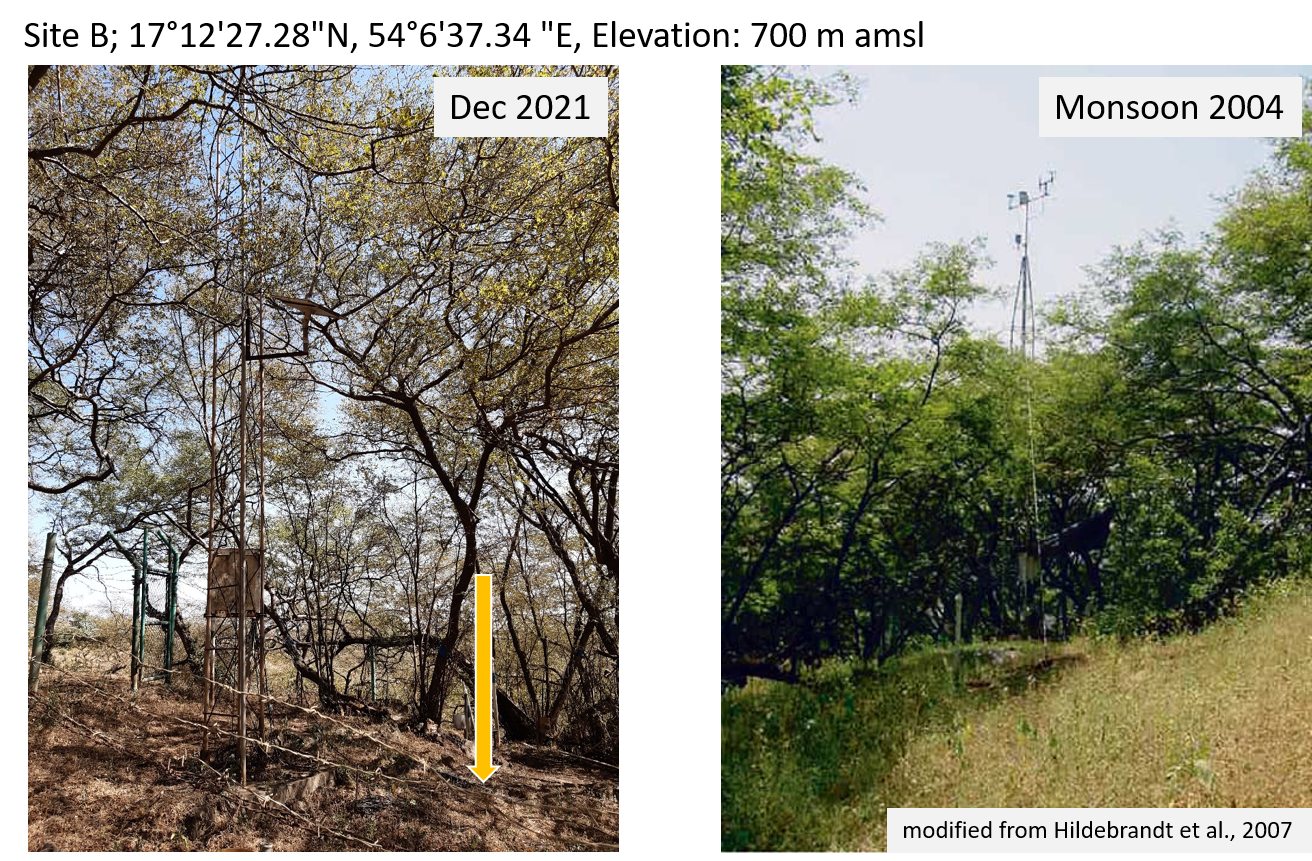 Site B; 17°12'27.28"N, 54°6'37.34 "E, Elevation: 700 m amsl
Dec 2021
Monsoon 2004
modified from Hildebrandt et al., 2007